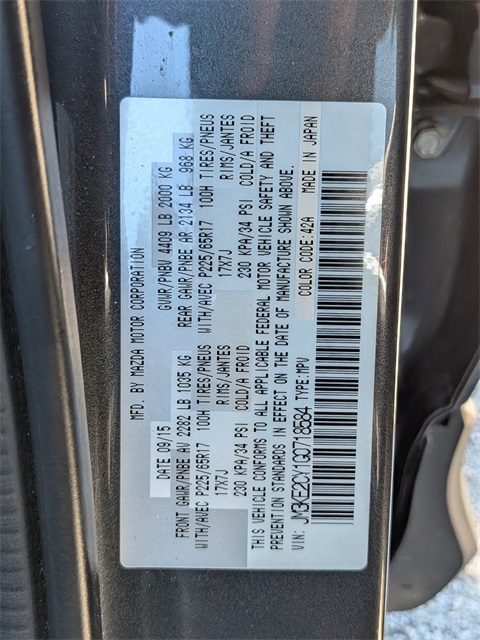 MFD. BY MAZDA MOTOR CORPORATION
DATE 09/15 GVWR/PNBV 4409 LB 2000 KG
FRONT GAWR/PNBE AV 2282 LB 1035 KG REAR GAWR/PNBE AR 2134 LB 968 KG
WITH/AVEC P225/65R17 100H TIRES/PNEUS WITH/AVEC P225/65R17 100H TIRES/PNEUS
17X7J RIMS/JANTES 17X7J RIMS/JANTES
230 KPA/34 PSI COLD/A FROID 230 KPA/34 PSI COLD/A FROID
THIS VEHICLE CONFORMS TO ALL APPLICABLE FEDERAL MOTOR VEHICLE SAFETY AND THEFT
PREVENTION STANDARDS IN EFFECT ON THE DATE OF MANUFACTURE SHOWN ABOVE.
VIN: JM3KE2CY1G0718584 TYPE: MPV COLOR CODE: 42A MADE IN JAPAN